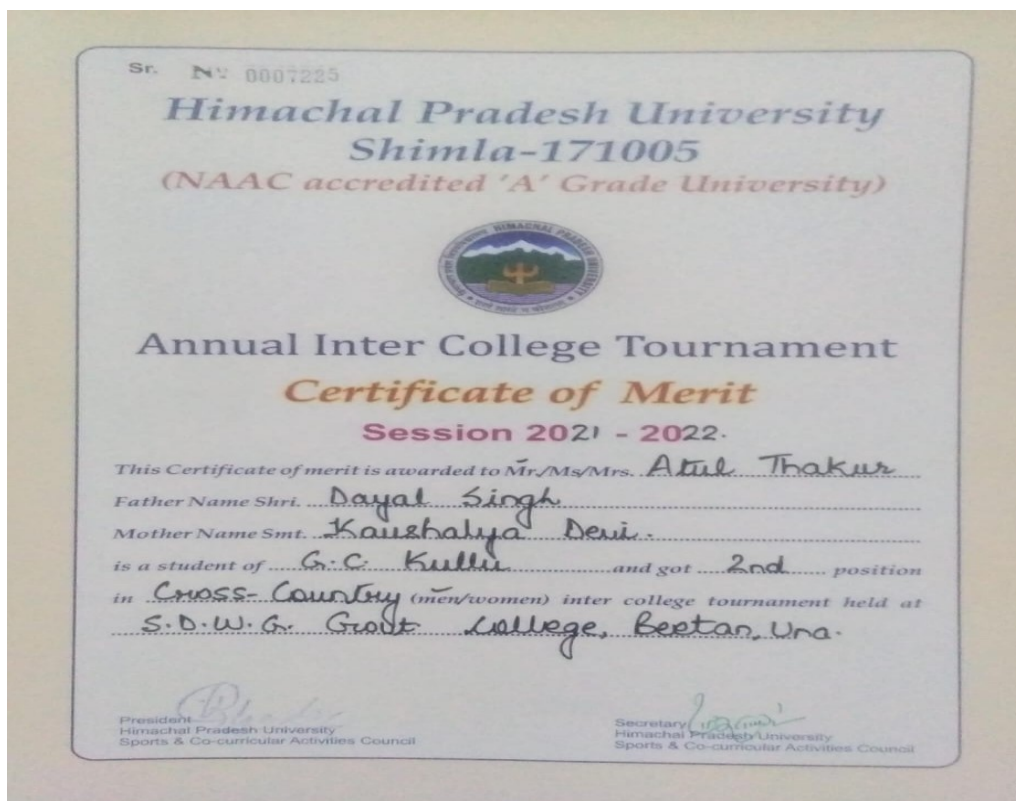 Sr. No 0007225
Himachal Pradesh University
Shimla-171005
(NAAC accredited 'A' Grade University)
HIMACHAL PRADESH UNIVERSITY
Annual Inter College Tournament
Certificate of Merit
Session 2021 - 2022.
This Certificate of merit is awarded to Mr./Ms/Mrs. Atul Thakur
Father Name Shri. Dayal Singh
Mother Name Smt. Kaushalya Devi.
is a student of G.C. Kullu and got 2nd position
in Cross-Country (men/women) inter college tournament held at
S.D.W.G. Govt College, Beetan, Una.
President
Himachal Pradesh University
Sports & Co-curricular Activities Council
Secretary
Himachal Pradesh University
Sports & Co-curricular Activities Council